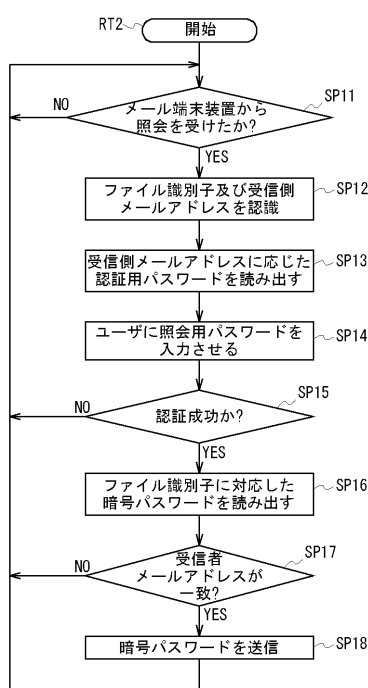 RT2
開始
SP11
メール端末装置から
照会を受けたか?
NO
YES
SP12
ファイル識別子及び受信側
メールアドレスを認識
SP13
受信側メールアドレスに応じた
認証用パスワードを読み出す
SP14
ユーザに照会用パスワードを
入力させる
SP15
認証成功か?
NO
YES
SP16
ファイル識別子に対応した
暗号パスワードを読み出す
SP17
受信者
メールアドレスが
一致?
NO
YES
SP18
暗号パスワードを送信